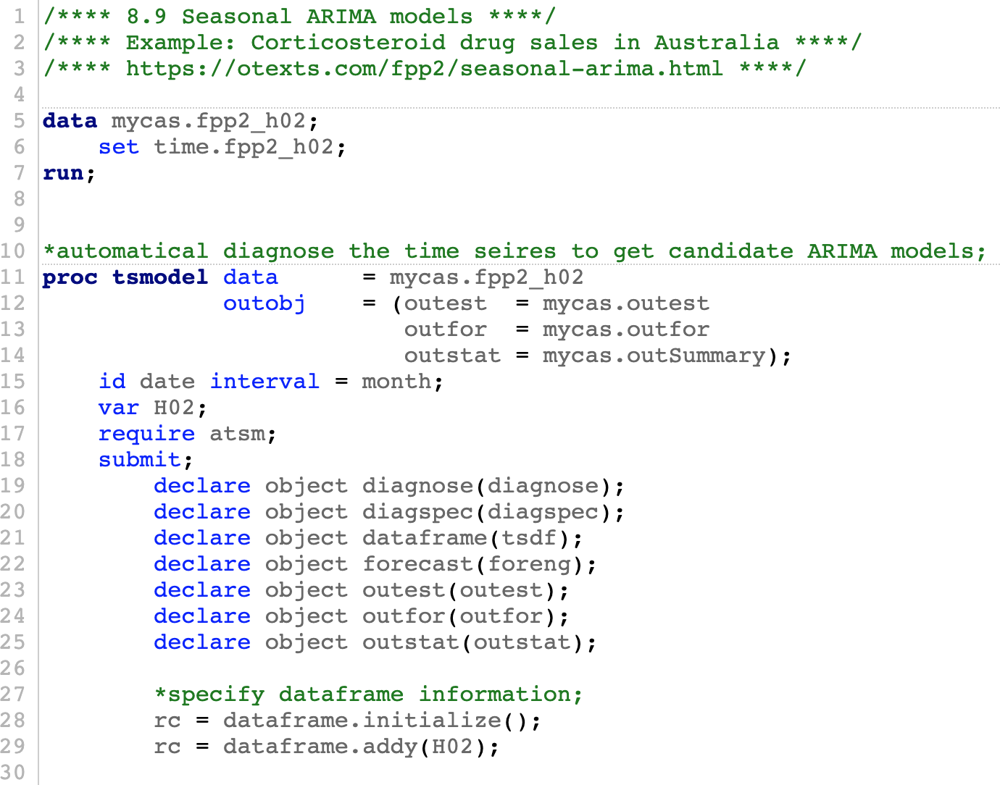 1 /**** 8.9 Seasonal ARIMA models ****/
2 /**** Example: Corticosteroid drug sales in Australia ****/
3 /**** https://otexts.com/fpp2/seasonal-arima.html ****/
4
5 data mycas.fpp2_h02;
6     set time.fpp2_h02;
7 run;
8
9
10 *automatical diagnose the time seires to get candidate ARIMA models;
11 proc tsmodel data      = mycas.fpp2_h02
12              outobj    = (outest  = mycas.outest
13                           outfor  = mycas.outfor
14                           outstat = mycas.outSummary);
15     id date interval = month;
16     var H02;
17     require atsm;
18     submit;
19         declare object diagnose(diagnose);
20         declare object diagspec(diagspec);
21         declare object dataframe(tsdf);
22         declare object forecast(foreng);
23         declare object outest(outest);
24         declare object outfor(outfor);
25         declare object outstat(outstat);
26
27         *specify dataframe information;
28         rc = dataframe.initialize();
29         rc = dataframe.addy(H02);
30